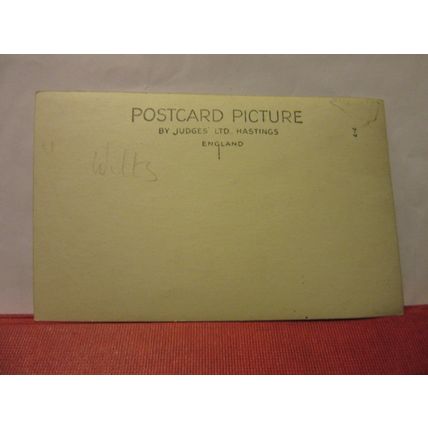 POSTCARD PICTURE
BY JUDGES' LTD. HASTINGS
ENGLAND
Wilts